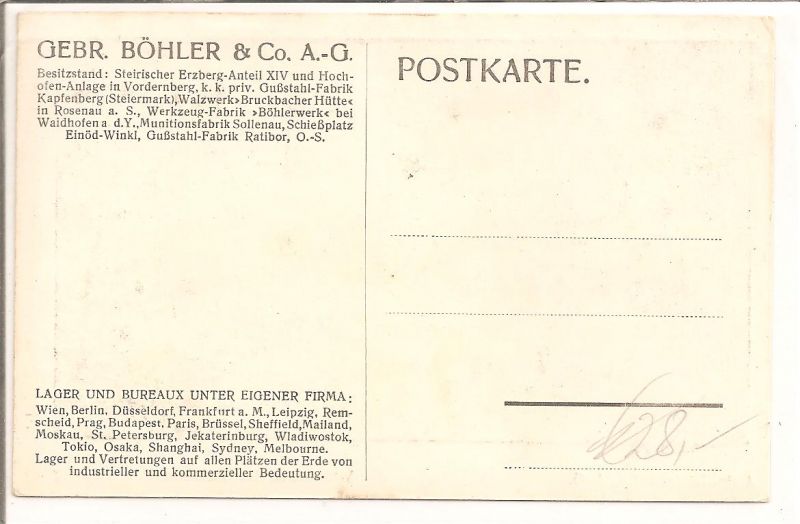 GEBR. BÖHLER & Co. A.-G.
Besitzstand: Steirischer Erzberg-Anteil XIV und Hoch-
ofen-Anlage in Vordernberg, k. k. priv. Gußstahl-Fabrik
Kapfenberg (Steiermark), Walzwerk »Bruckbacher Hütte«
in Rosenau a. S., Werkzeug-Fabrik »Böhlerwerk« bei
Waidhofen a d. Y., Munitionsfabrik Sollenau, Schießplatz
Einöd-Winkl, Gußstahl-Fabrik Ratibor, O.-S.
POSTKARTE.
LAGER UND BUREAUX UNTER EIGENER FIRMA:
Wien, Berlin, Düsseldorf, Frankfurt a. M., Leipzig, Rem-
scheid, Prag, Budapest, Paris, Brüssel, Sheffield, Mailand,
Moskau, St. Petersburg, Jekaterinburg, Wladiwostok,
Tokio, Osaka, Shanghai, Sydney, Melbourne.
Lager und Vertretungen auf allen Plätzen der Erde von
industrieller und kommerzieller Bedeutung.
28,-